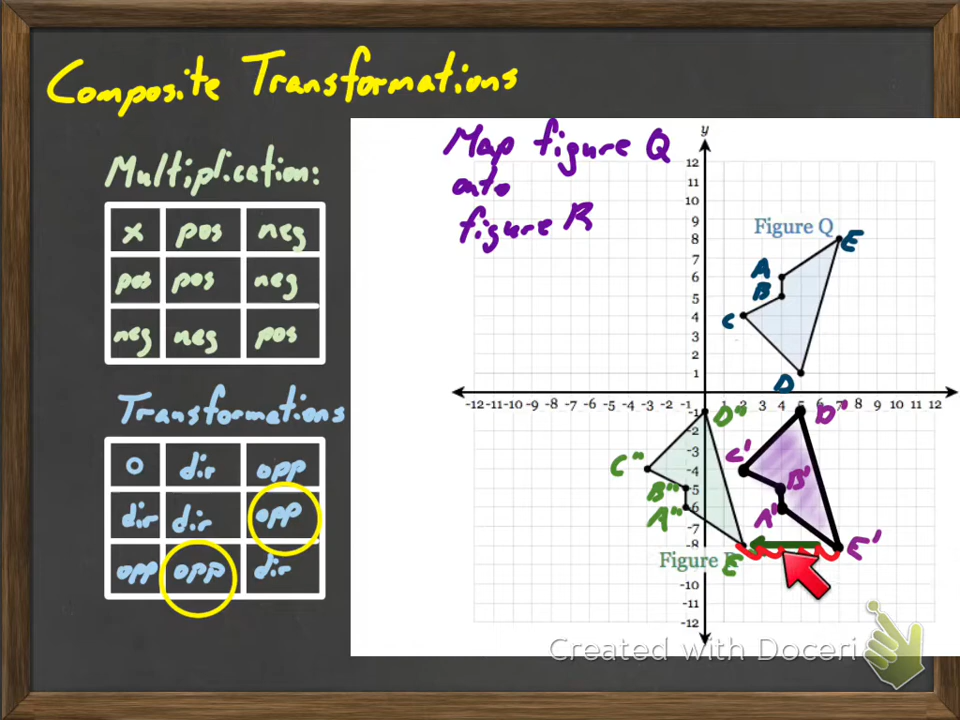 Composite Transformations
Multiplication:
x pos neg
pos pos neg
neg neg pos
Transformations
o dir opp
dir dir opp
opp opp dir
Map figure Q
onto
figure R
y
12
11
10
9
8
7
6
5
4
3
2
1
Figure Q
E
A
B
C
D
-12 -11 -10 -9 -8 -7 -6 -5 -4 -3 -2 -1 1 2 3 4 5 6 7 8 9 10 11 12
-1
-2
-3
-4
-5
-6
-7
-8
-10
-11
-12
D"
C"
B"
A"
D'
C'
B'
A'
E'
Figure
E
Created with Doceri